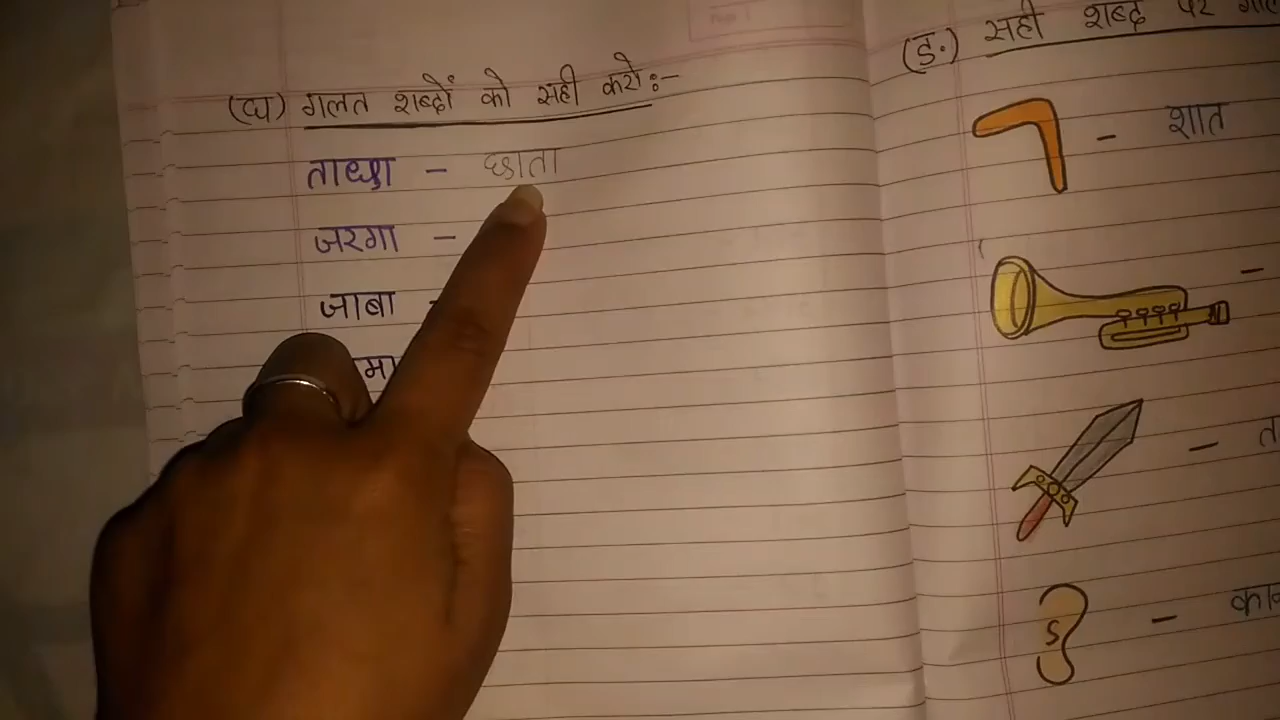 (घ) गलत शब्दों को सही करो :-
ताछा - छाता
जरगा -
जाबा -
मा
(ड.) सही शब्द पर
- शात
-
-
- कान